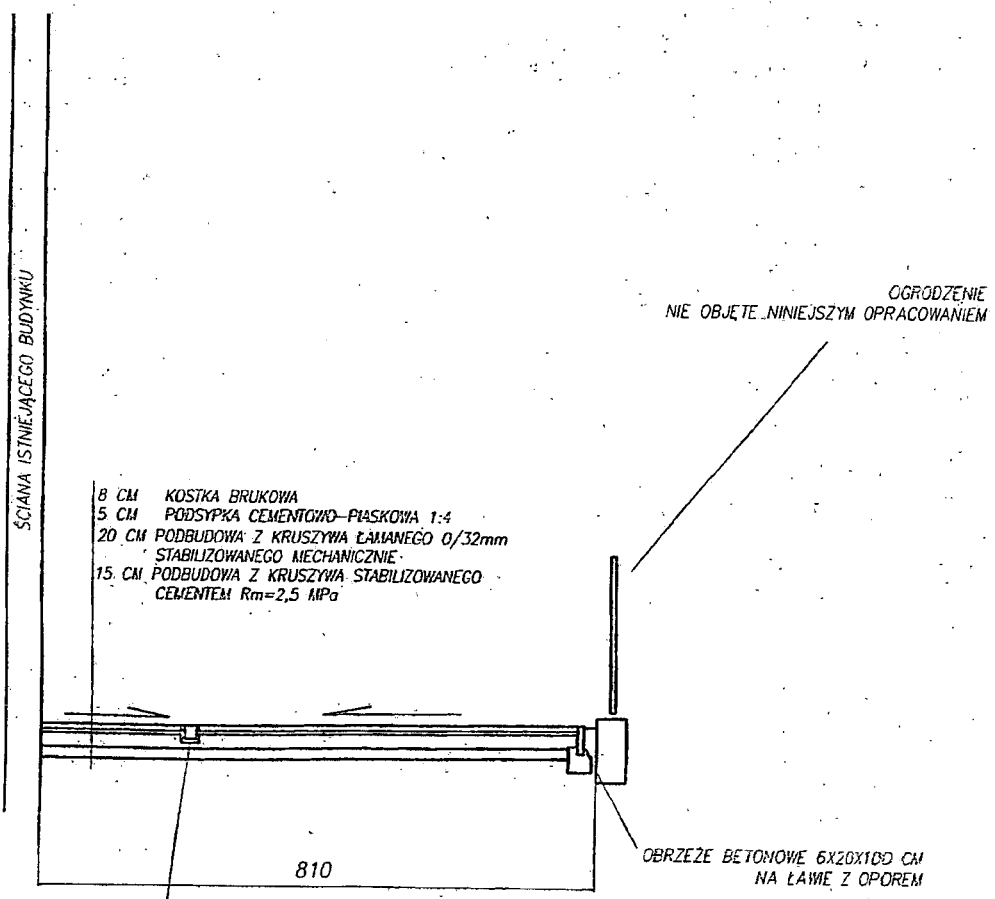 ŚCIANA ISTNIEJĄCEGO BUDYNKU
OGRODZENIE
NIE OBJĘTE NINIEJSZYM OPRACOWANIEM
8 CM KOSTKA BRUKOWA
5 CM PODSYPKA CEMENTOWO-PIASKOWA 1:4
20 CM PODBUDOWA Z KRUSZYWA ŁAMANEGO 0/32mm
STABILIZOWANEGO MECHANICZNIE
15 CM PODBUDOWA Z KRUSZYWA STABILIZOWANEGO
CEMENTEM Rm=2,5 MPa
810
OBRZEŻE BETONOWE 6X20X100 CM
NA ŁAWIE Z OPOREM